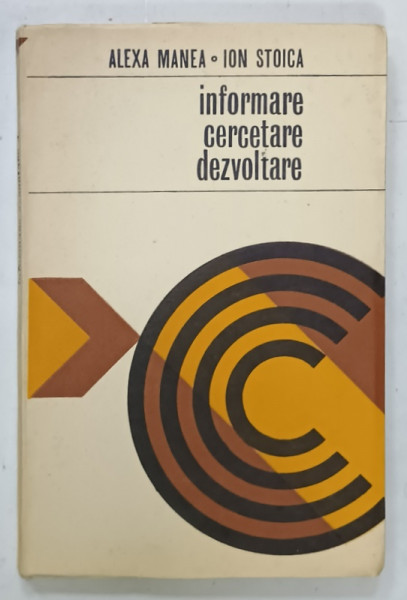 ALEXA MANEA • ION STOICA
informare
cercetare
dezvoltare